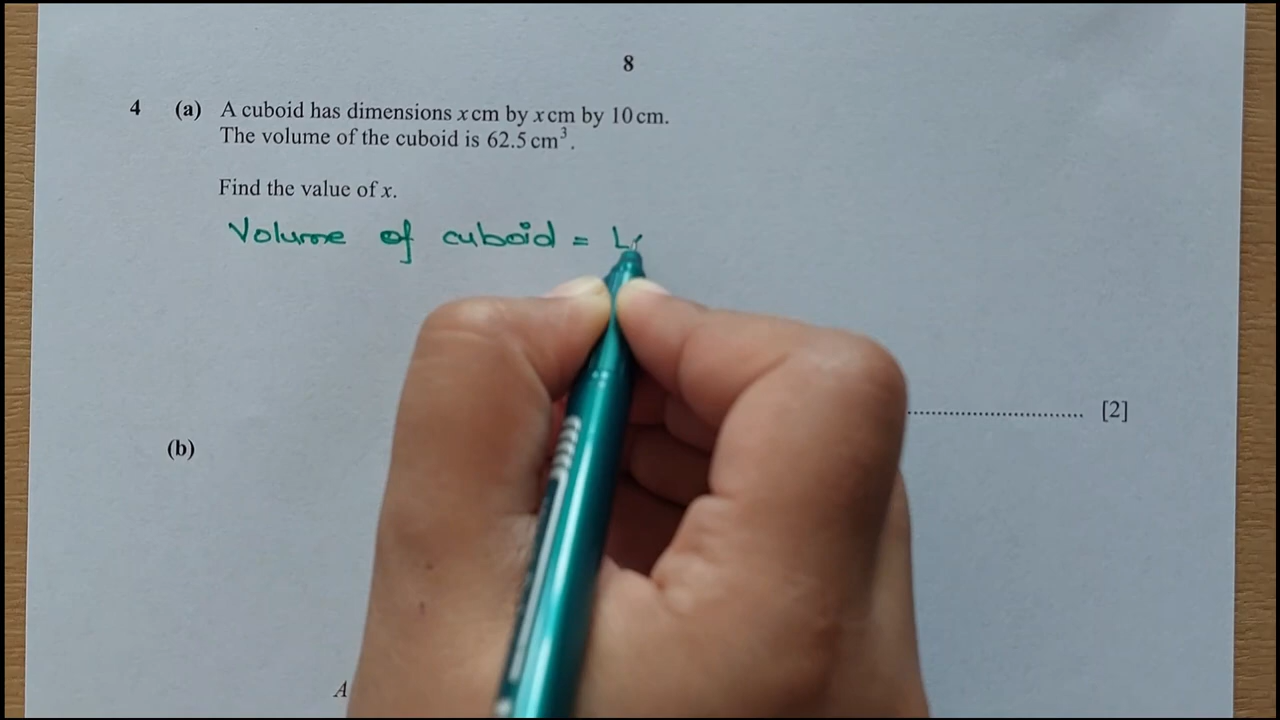 8
4 (a) A cuboid has dimensions x cm by x cm by 10 cm.
The volume of the cuboid is 62.5 cm³.
Find the value of x.
Volume of cuboid = L
.............................. [2]
(b)
A